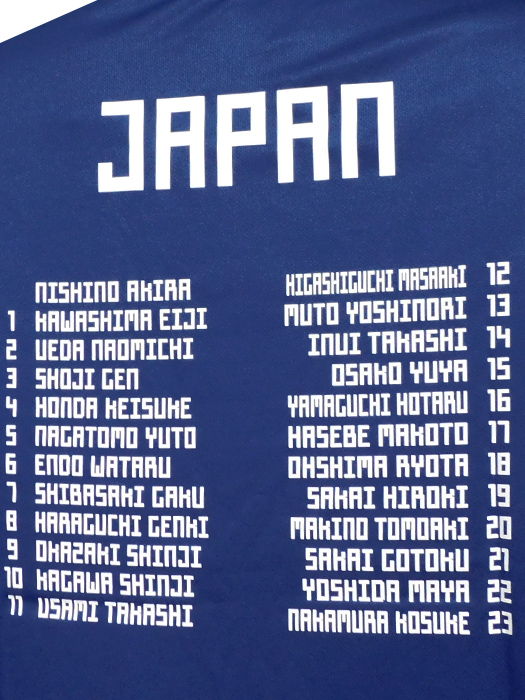 JAPAN
NISHINO AKIRA
1 KAWASHIMA EIJI
2 UEDA NAOMICHI
3 SHOJI GEN
4 HONDA KEISUKE
5 NAGATOMO YUTO
6 ENDO WATARU
7 SHIBASAKI GAKU
8 HARAGUCHI GENKI
9 OKAZAKI SHINJI
10 KAGAWA SHINJI
11 USAMI TAKASHI
HIGASHIGUCHI MASAAKI 12
MUTO YOSHINORI 13
INUI TAKASHI 14
OSAKO YUYA 15
YAMAGUCHI HOTARU 16
HASEBE MAKOTO 17
OHSHIMA RYOTA 18
SAKAI HIROKI 19
MAKINO TOMOAKI 20
SAKAI GOTOKU 21
YOSHIDA MAYA 22
NAKAMURA KOSUKE 23